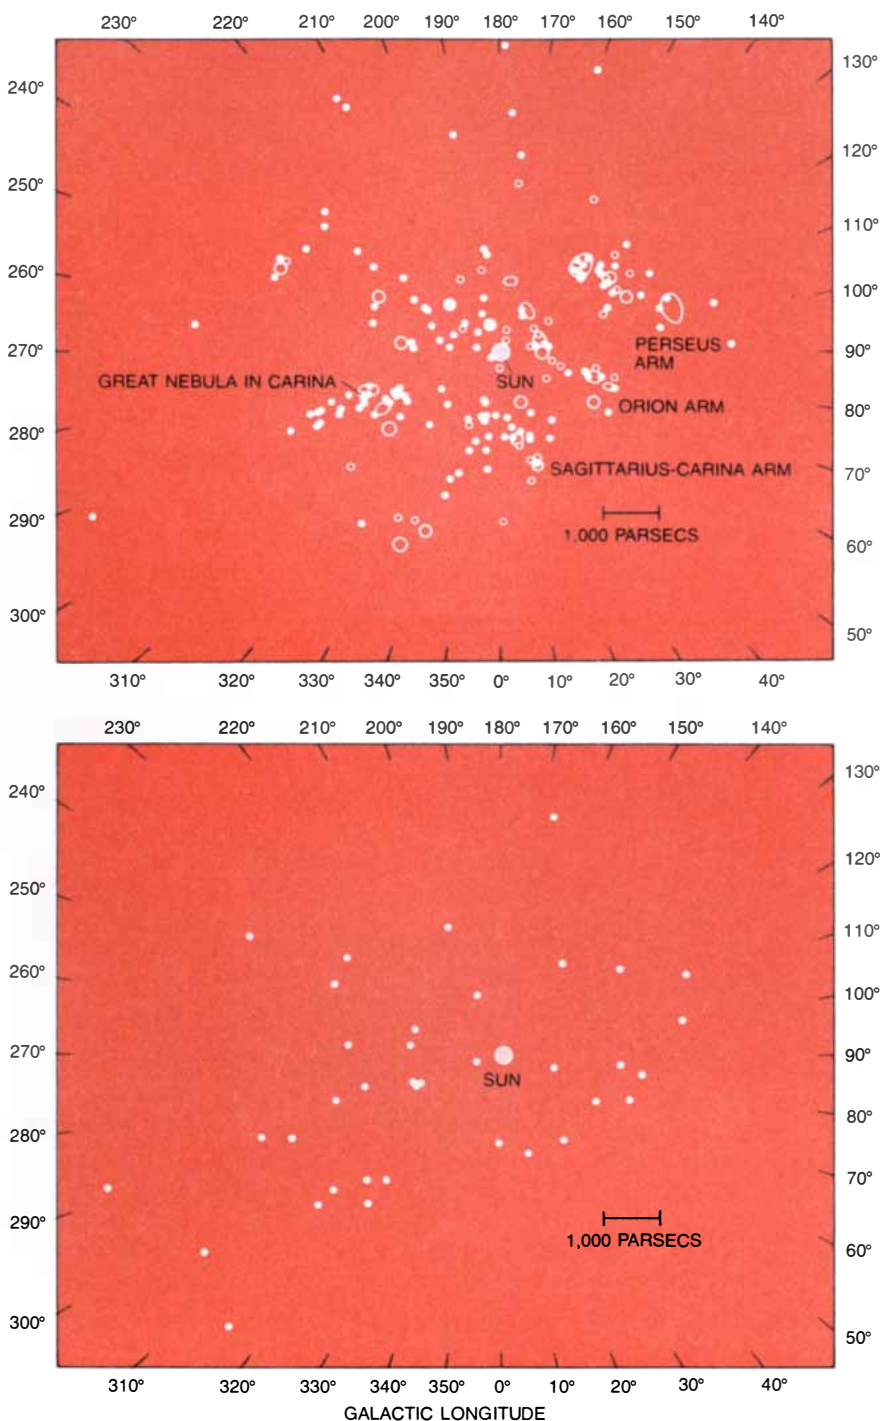 230° 220° 210° 200° 190° 180° 170° 160° 150° 140°
130°
240°
120°
250°
110°
260°
100°
PERSEUS
ARM
270°
90°
GREAT NEBULA IN CARINA
SUN
ORION ARM
80°
280°
SAGITTARIUS-CARINA ARM
70°
290°
1,000 PARSECS
60°
300°
50°
310° 320° 330° 340° 350° 0° 10° 20° 30° 40°
230° 220° 210° 200° 190° 180° 170° 160° 150° 140°
130°
240°
120°
250°
110°
260°
100°
270°
90°
SUN
80°
280°
70°
290°
1,000 PARSECS
60°
300°
50°
310° 320° 330° 340° 350° 0° 10° 20° 30° 40°
GALACTIC LONGITUDE